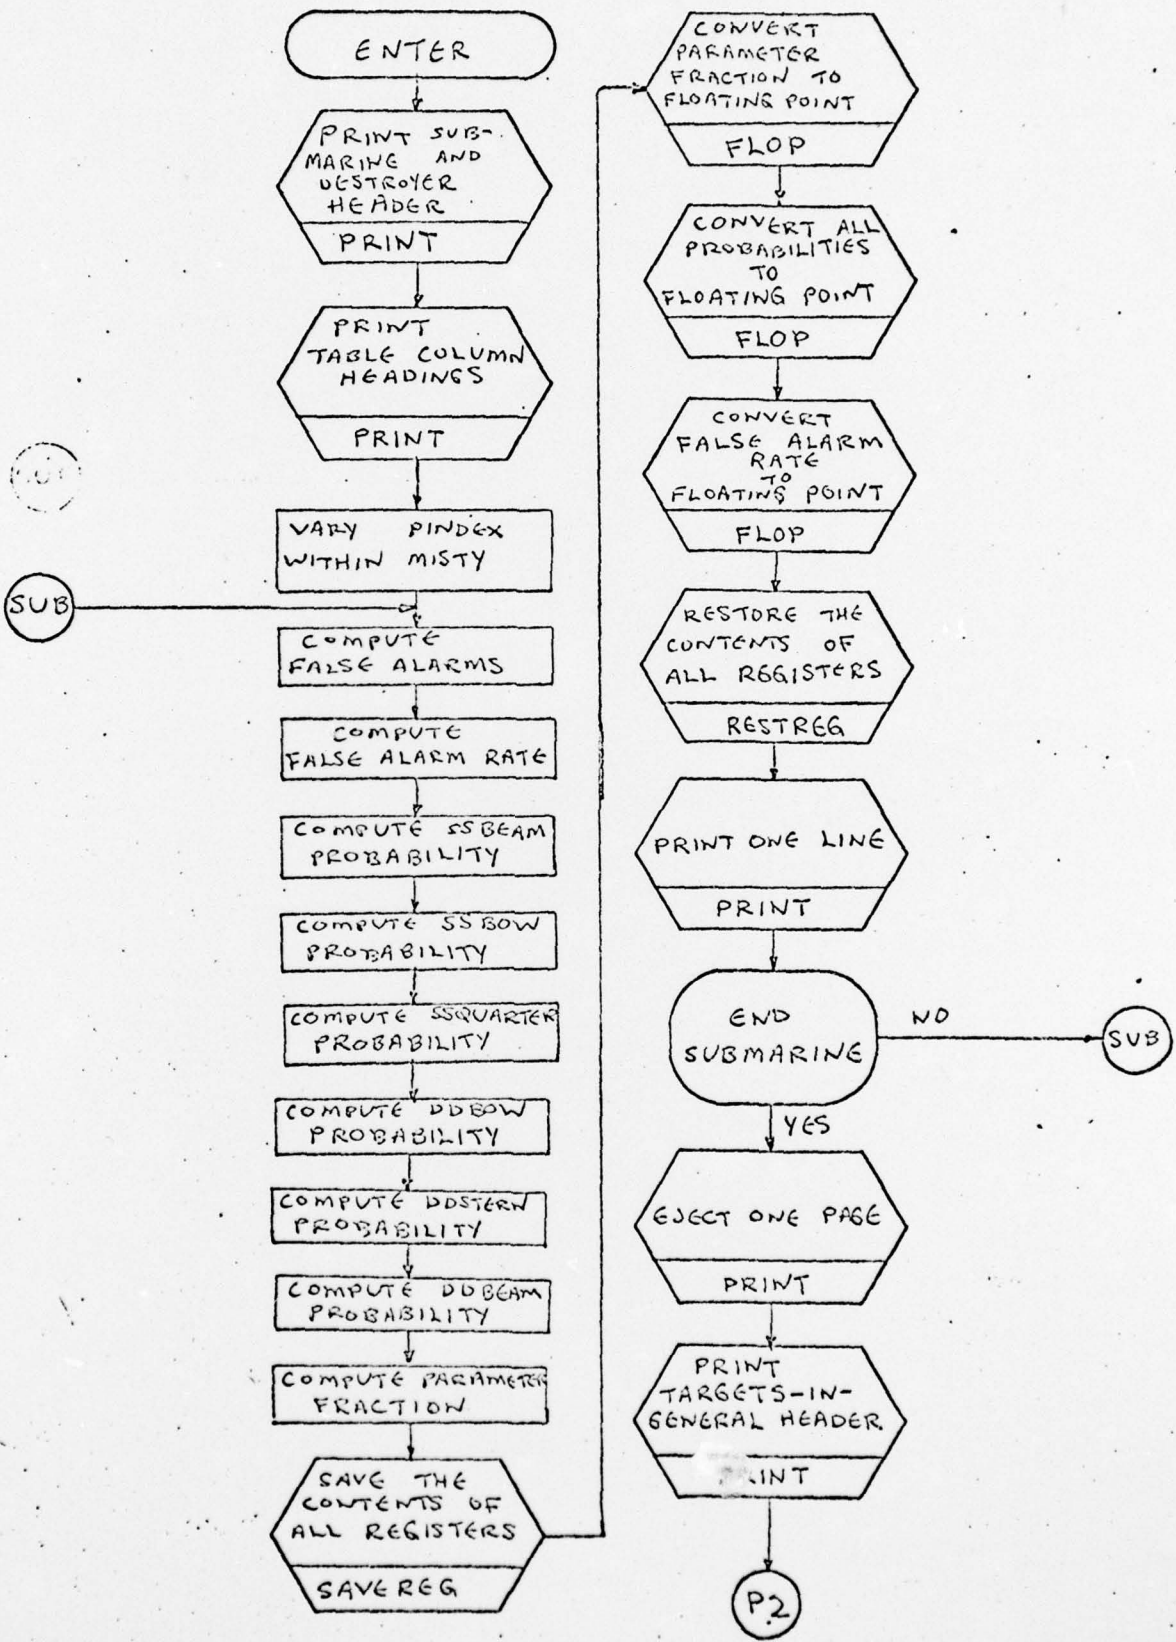 ENTER
PRINT SUB-
MARINE AND
DESTROYER
HEADER
PRINT
PRINT
TABLE COLUMN
HEADINGS
PRINT
VARY PINDEX
WITHIN MISTY
SUB
COMPUTE
FALSE ALARMS
COMPUTE
FALSE ALARM RATE
COMPUTE SSBEAM
PROBABILITY
COMPUTE SSBOW
PROBABILITY
COMPUTE SSQUARTER
PROBABILITY
COMPUTE DDBOW
PROBABILITY
COMPUTE DDSTERN
PROBABILITY
COMPUTE DDBEAM
PROBABILITY
COMPUTE PARAMETER
FRACTION
SAVE THE
CONTENTS OF
ALL REGISTERS
SAVEREG
CONVERT
PARAMETER
FRACTION TO
FLOATING POINT
FLOP
CONVERT ALL
PROBABILITIES
TO
FLOATING POINT
FLOP
CONVERT
FALSE ALARM
RATE
TO
FLOATING POINT
FLOP
RESTORE THE
CONTENTS OF
ALL REGISTERS
RESTREG
PRINT ONE LINE
PRINT
END
SUBMARINE
NO
SUB
YES
EJECT ONE PAGE
PRINT
PRINT
TARGETS-IN-
GENERAL HEADER
PRINT
P2